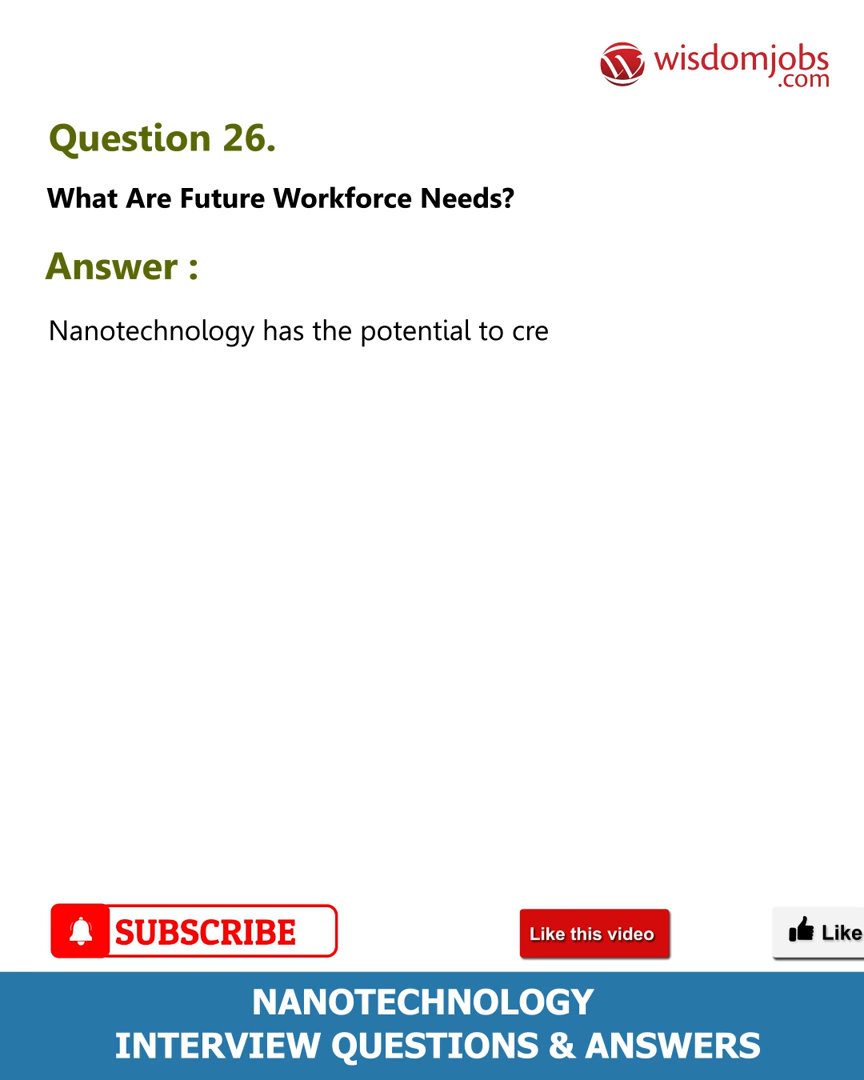 wisdomjobs
.com
Question 26.
What Are Future Workforce Needs?
Answer :
Nanotechnology has the potential to cre
SUBSCRIBE
Like this video
Like
NANOTECHNOLOGY
INTERVIEW QUESTIONS & ANSWERS